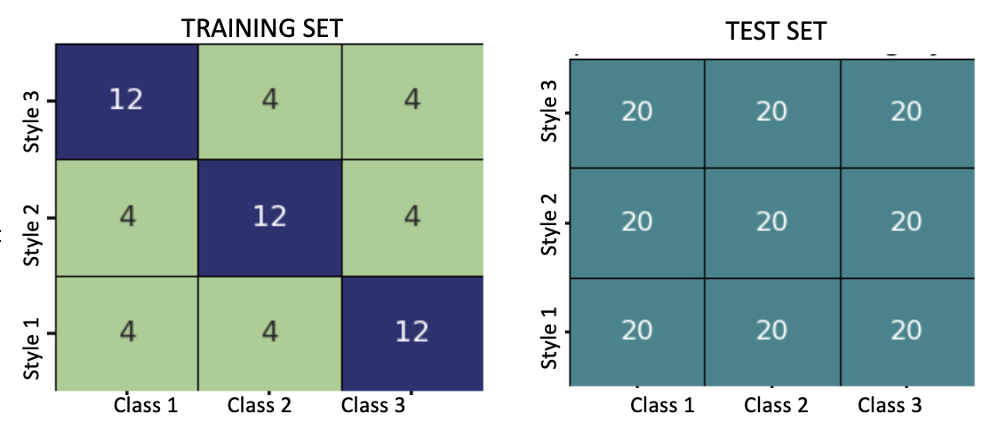 TRAINING SET
Style 3
12 4 4
Style 2
4 12 4
Style 1
4 4 12
Class 1 Class 2 Class 3
TEST SET
Style 3
20 20 20
Style 2
20 20 20
Style 1
20 20 20
Class 1 Class 2 Class 3